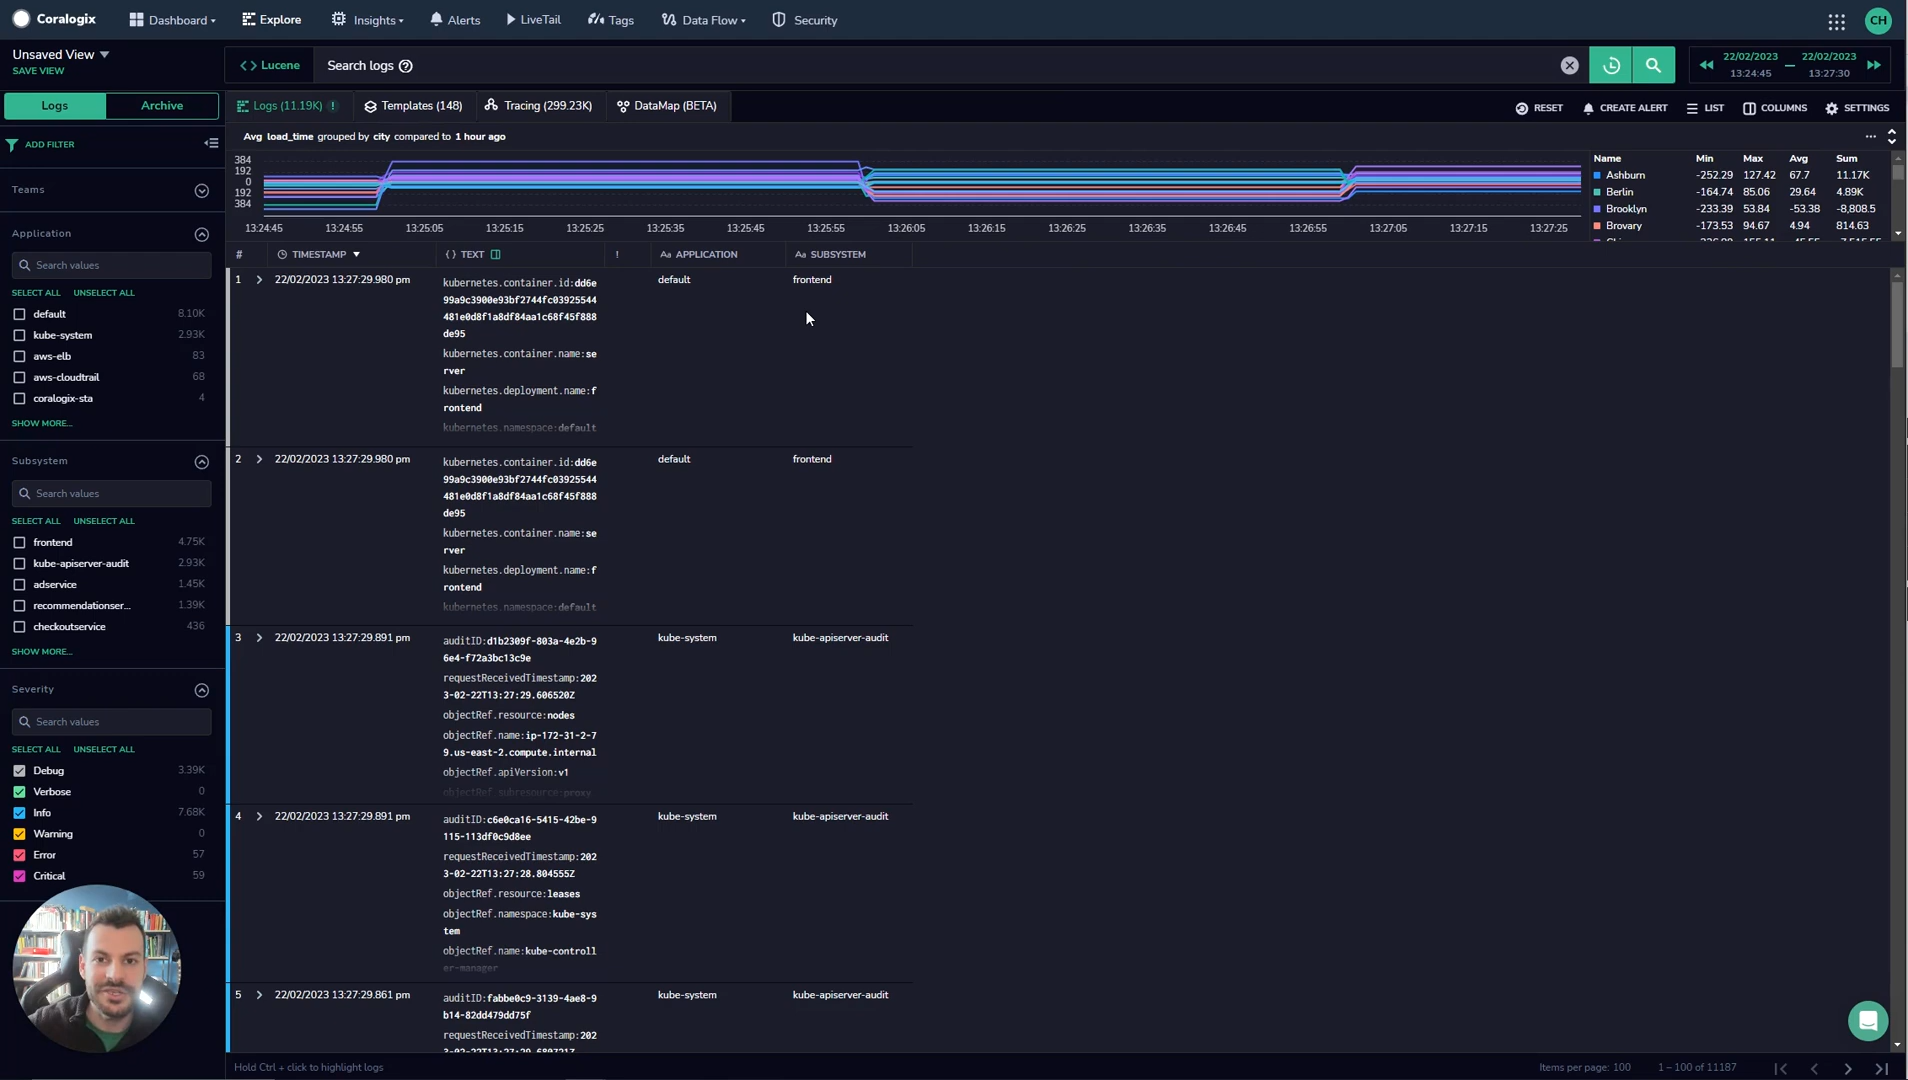 Coralogix
Dashboard
Explore
Insights
Alerts
LiveTail
Tags
Data Flow
Security
CH
Unsaved View
SAVE VIEW
<> Lucene
Search logs
22/02/2023
13:24:45
—
22/02/2023
13:27:30
Logs
Archive
Logs (11.19K) !
Templates (148)
Tracing (299.23K)
DataMap (BETA)
RESET
CREATE ALERT
LIST
COLUMNS
SETTINGS
ADD FILTER
Avg load_time grouped by city compared to 1 hour ago
384
192
0
192
384
13:24:45 13:24:55 13:25:05 13:25:15 13:25:25 13:25:35 13:25:45 13:25:55 13:26:05 13:26:15 13:26:25 13:26:35 13:26:45 13:26:55 13:27:05 13:27:15 13:27:25
Name Min Max Avg Sum
Ashburn -252.29 127.42 67.7 11.17K
Berlin -164.74 85.06 29.64 4.89K
Brooklyn -233.39 53.84 -53.38 -8,808.5
Brovary -173.53 94.67 4.94 814.63
Teams
Application
Search values
SELECT ALL UNSELECT ALL
default 8.10K
kube-system 2.93K
aws-elb 83
aws-cloudtrail 68
coralogix-sta 4
SHOW MORE...
Subsystem
Search values
SELECT ALL UNSELECT ALL
frontend 4.75K
kube-apiserver-audit 2.93K
adservice 1.45K
recommendationser... 1.39K
checkoutservice 436
SHOW MORE...
Severity
Search values
SELECT ALL UNSELECT ALL
Debug 3.39K
Verbose 0
Info 7.68K
Warning 0
Error 57
Critical 59
# TIMESTAMP {} TEXT ! Aa APPLICATION Aa SUBSYSTEM
1 22/02/2023 13:27:29.980 pm
kubernetes.container.id:dd6e
99a9c3900e93bf2744fc03925544
481e0d8f1a8df84aa1c68f45f888
de95
kubernetes.container.name:se
rver
kubernetes.deployment.name:f
rontend
kubernetes.namespace:default
default
frontend
2 22/02/2023 13:27:29.980 pm
kubernetes.container.id:dd6e
99a9c3900e93bf2744fc03925544
481e0d8f1a8df84aa1c68f45f888
de95
kubernetes.container.name:se
rver
kubernetes.deployment.name:f
rontend
kubernetes.namespace:default
default
frontend
3 22/02/2023 13:27:29.891 pm
auditID:d1b2309f-803a-4e2b-9
6e4-f72a3bc13c9e
requestReceivedTimestamp:202
3-02-22T13:27:29.606520Z
objectRef.resource:nodes
objectRef.name:ip-172-31-2-7
9.us-east-2.compute.internal
objectRef.apiVersion:v1
objectRef.subresource:proxy
kube-system
kube-apiserver-audit
4 22/02/2023 13:27:29.891 pm
auditID:c6e0ca16-5415-42be-9
115-113df0c9d8ee
requestReceivedTimestamp:202
3-02-22T13:27:28.804555Z
objectRef.resource:leases
objectRef.namespace:kube-sys
tem
objectRef.name:kube-controll
er-manager
kube-system
kube-apiserver-audit
5 22/02/2023 13:27:29.861 pm
auditID:fabbe0c9-3139-4ae8-9
b14-82dd479dd75f
requestReceivedTimestamp:202
kube-system
kube-apiserver-audit
Hold Ctrl + click to highlight logs
Items per page: 100
1 – 100 of 11187